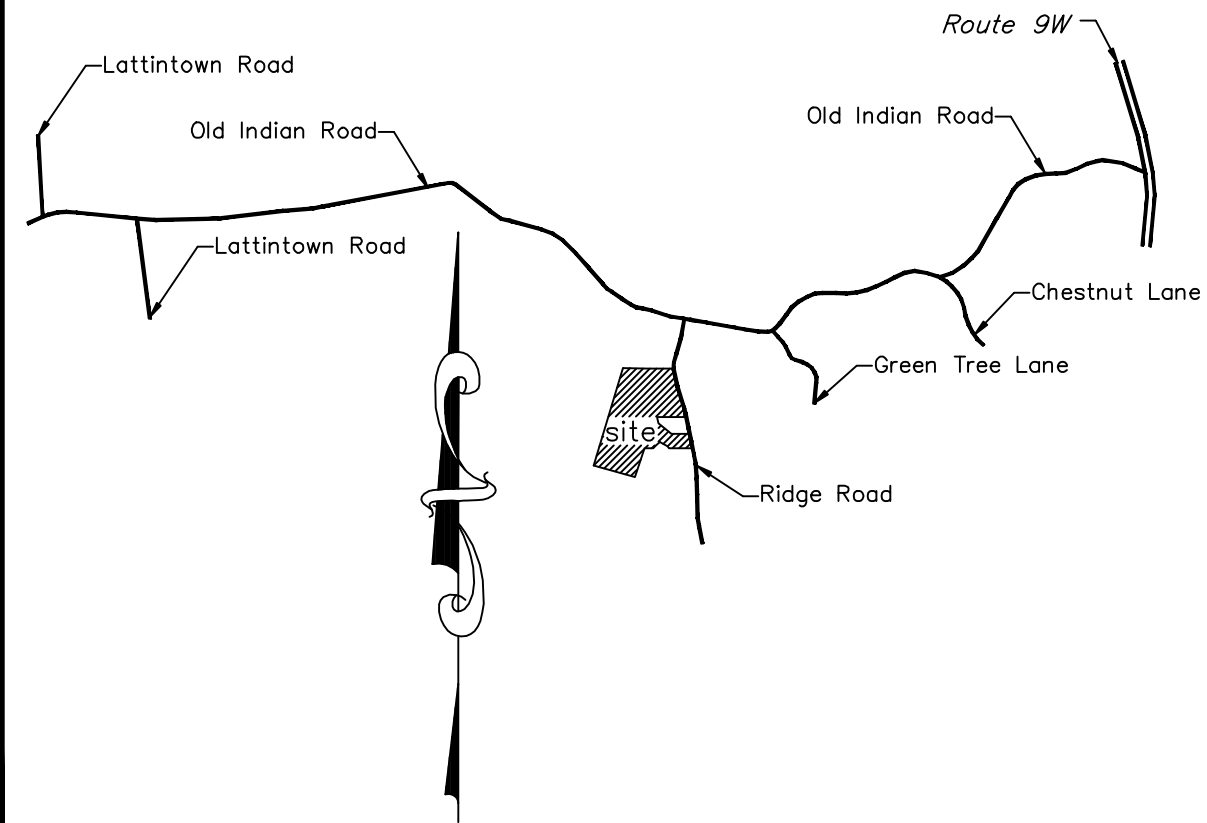 Route 9W
Lattintown Road
Old Indian Road
Old Indian Road
Lattintown Road
Chestnut Lane
Green Tree Lane
site
Ridge Road